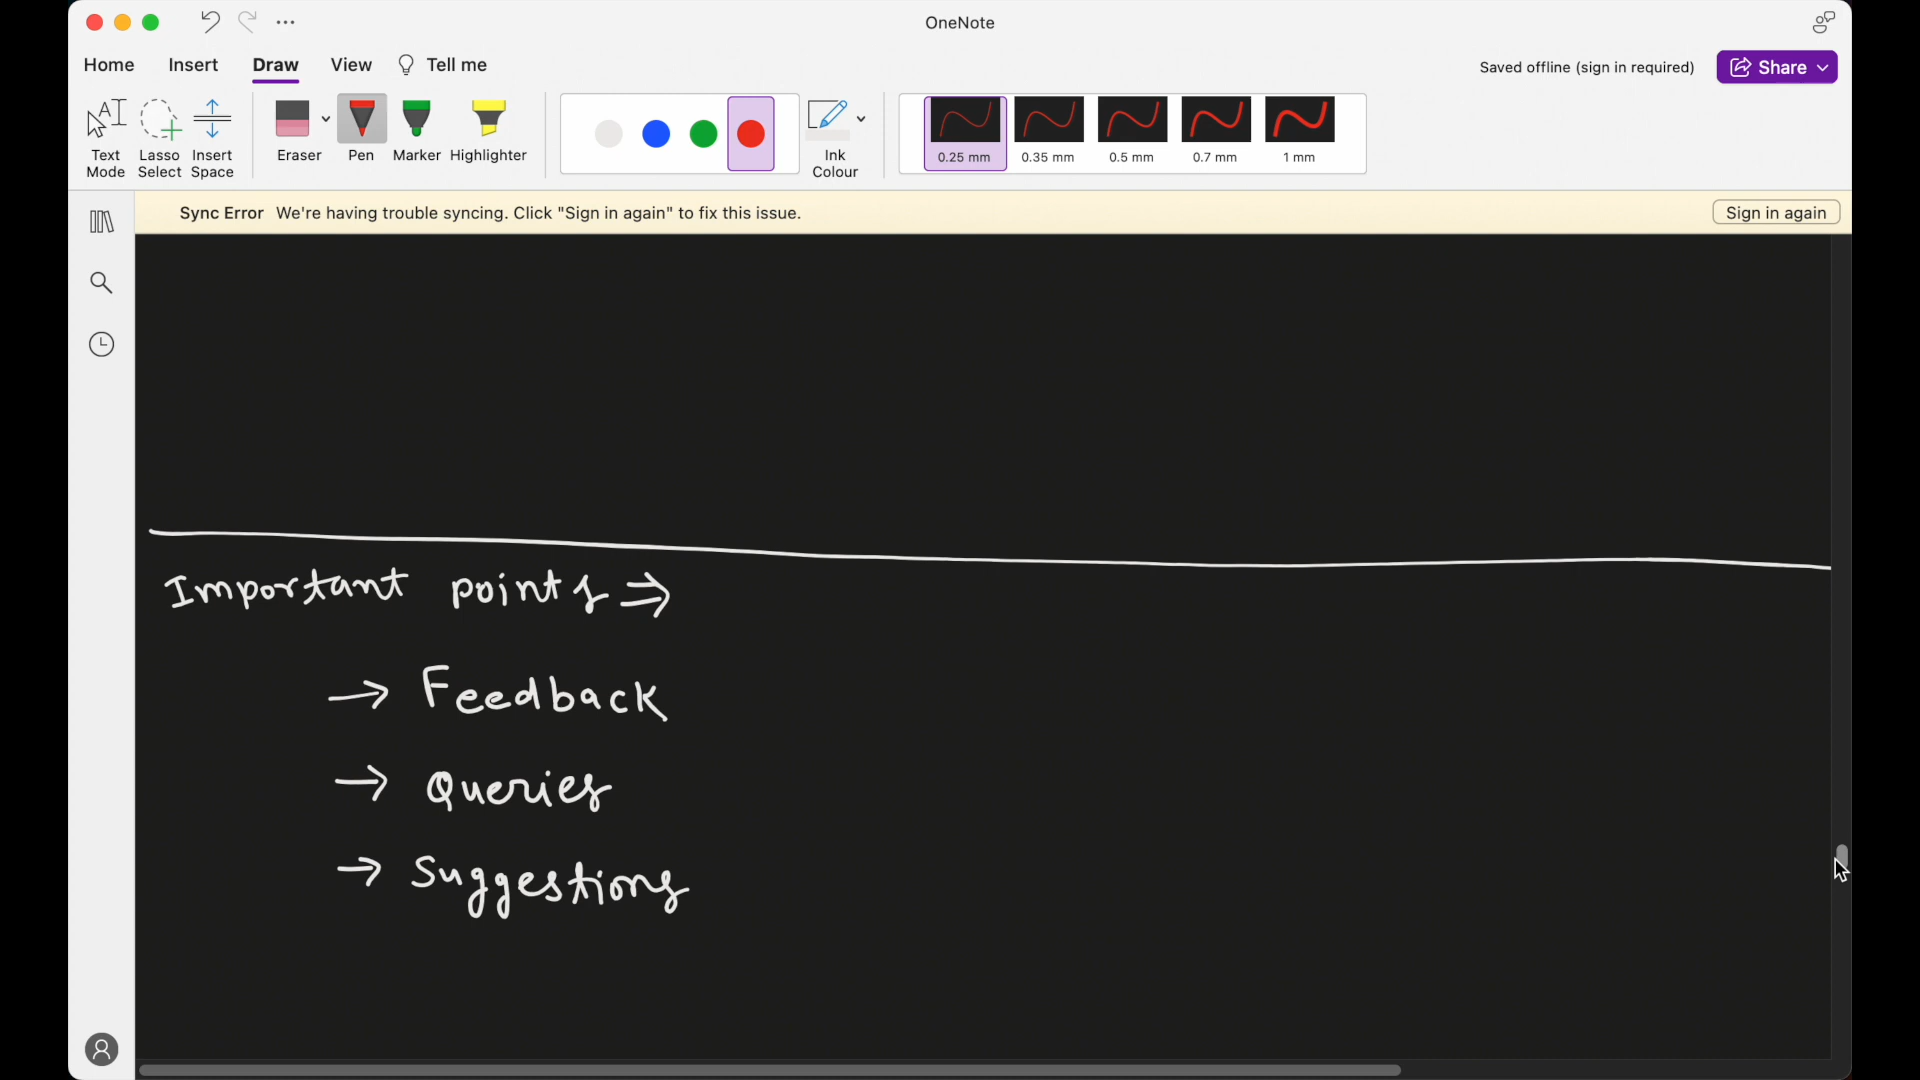 OneNote
Home Insert Draw View Tell me
Saved offline (sign in required) Share
Text Mode
Lasso Select
Insert Space
Eraser
Pen
Marker
Highlighter
Ink Colour
0.25 mm 0.35 mm 0.5 mm 0.7 mm 1 mm
Sync Error We're having trouble syncing. Click "Sign in again" to fix this issue.
Sign in again
Important points ⇒
→ Feedback
→ Queries
→ Suggestions